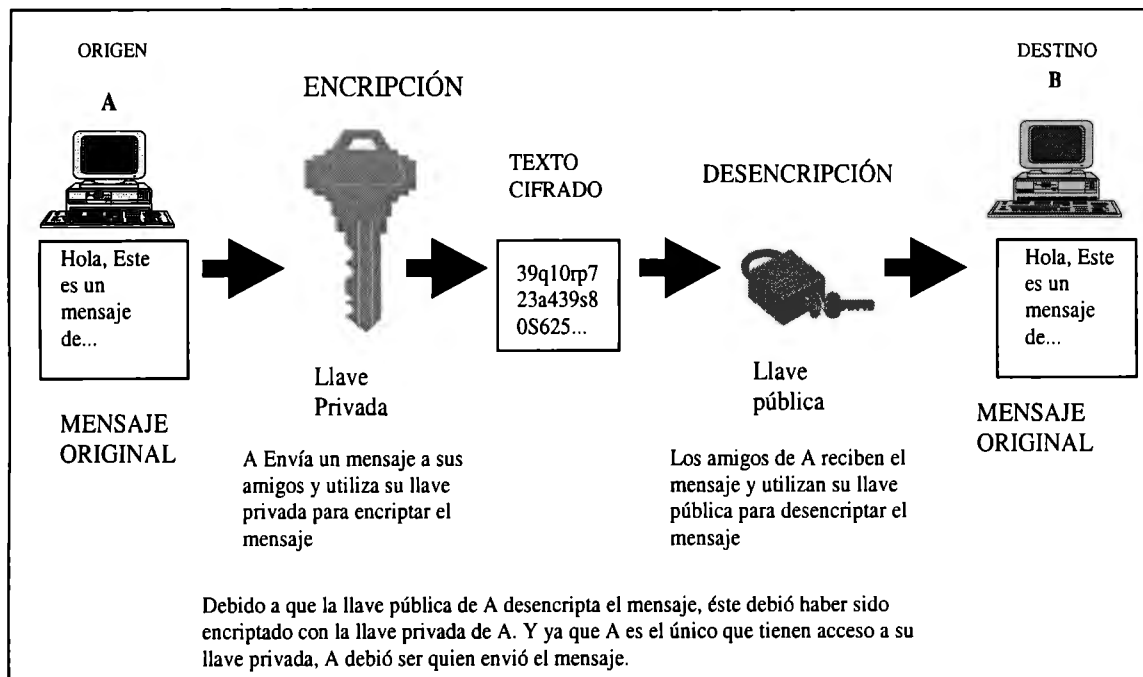 ORIGEN
A
ENCRIPCIÓN
TEXTO
CIFRADO
DESENCRIPCIÓN
DESTINO
B
Hola, Este
es un
mensaje
de...
39q10rp7
23a439s8
0S625...
Hola, Este
es un
mensaje
de...
MENSAJE
ORIGINAL
Llave
Privada
Llave
pública
MENSAJE
ORIGINAL
A Envía un mensaje a sus
amigos y utiliza su llave
privada para encriptar el
mensaje
Los amigos de A reciben el
mensaje y utilizan su llave
pública para desencriptar el
mensaje
Debido a que la llave pública de A desencripta el mensaje, éste debió haber sido
encriptado con la llave privada de A. Y ya que A es el único que tienen acceso a su
llave privada, A debió ser quien envió el mensaje.